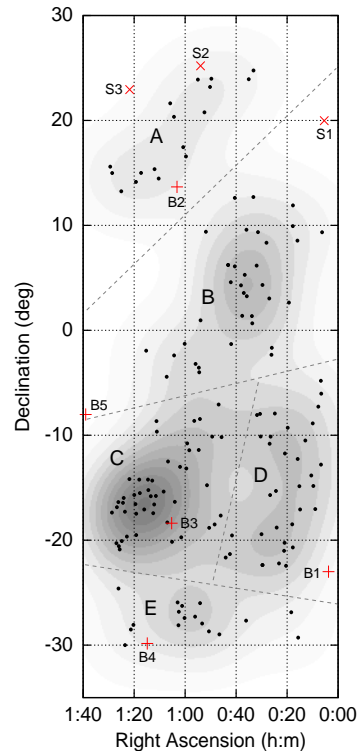 30
S2
S3
A
20
S1
B2
10
B
0
B5
-10
C
D
B3
-20
B1
E
B4
-30
1:40 1:20 1:00 0:40 0:20 0:00
Right Ascension (h:m)
Declination (deg)